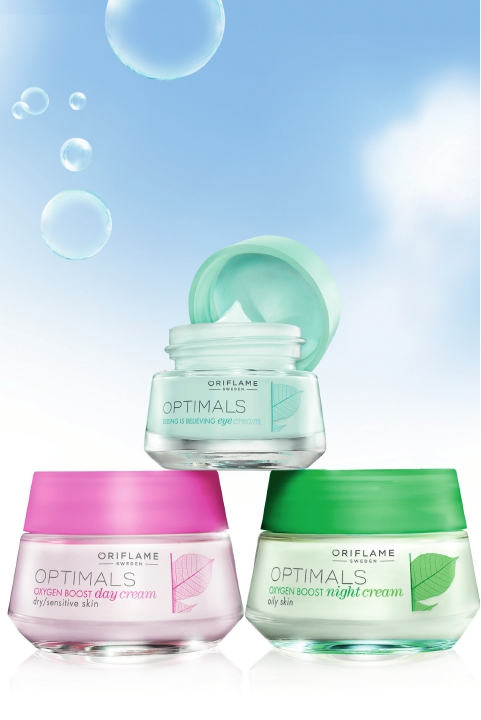 ORIFLAME
SWEDEN
OPTIMALS
SEEING IS BELIEVING eye cream
ORIFLAME
SWEDEN
OPTIMALS
OXYGEN BOOST day cream
dry/sensitive skin
ORIFLAME
SWEDEN
OPTIMALS
OXYGEN BOOST night cream
oily skin